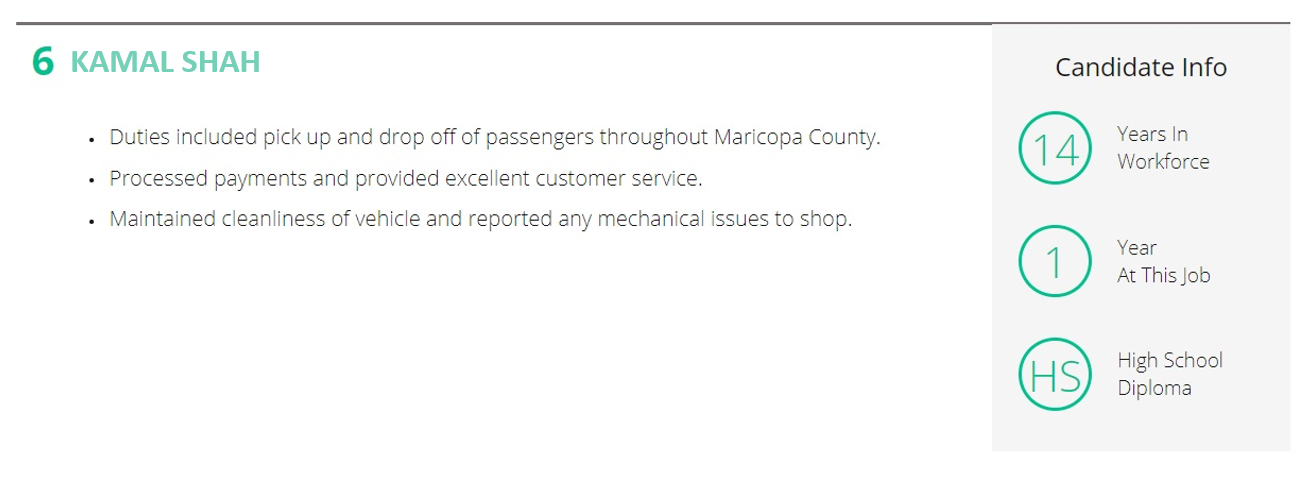 6 KAMAL SHAH
• Duties included pick up and drop off of passengers throughout Maricopa County.
• Processed payments and provided excellent customer service.
• Maintained cleanliness of vehicle and reported any mechanical issues to shop.
Candidate Info
14
Years In
Workforce
1
Year
At This Job
HS
High School
Diploma